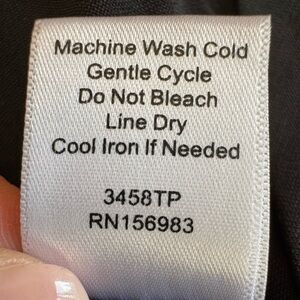 Machine Wash Cold
Gentle Cycle
Do Not Bleach
Line Dry
Cool Iron If Needed
3458TP
RN156983